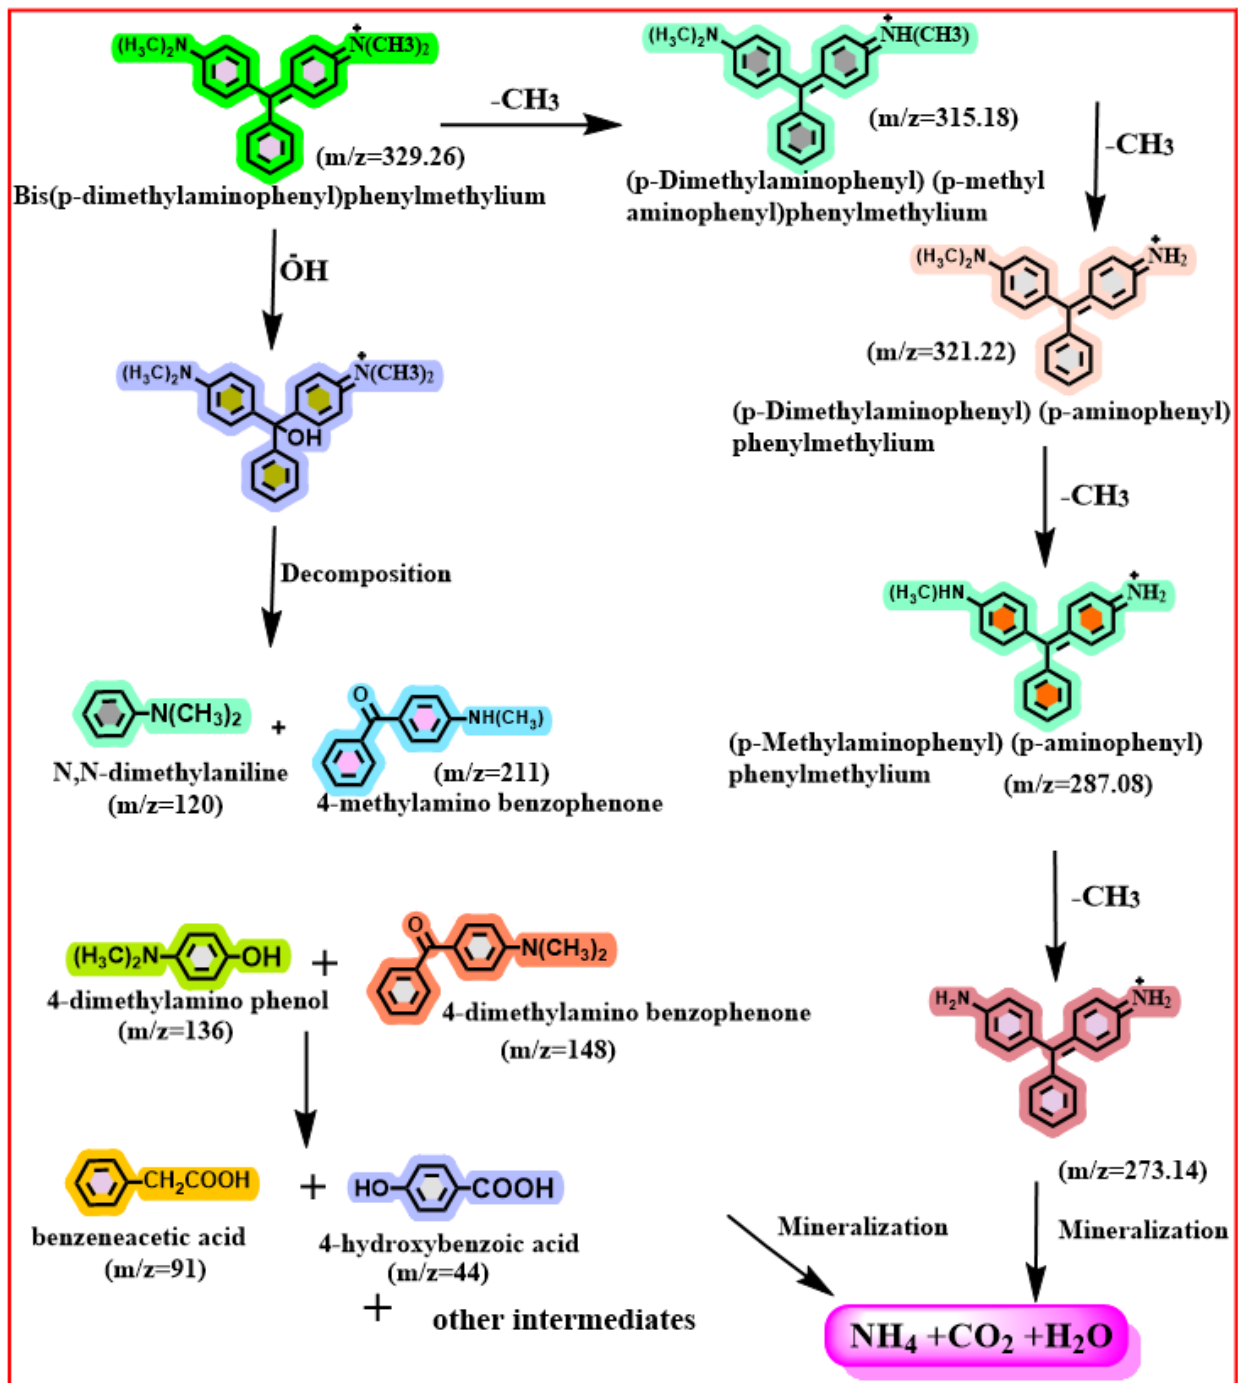 (H₃C)₂N
+
N(CH3)₂
(m/z=329.26)
Bis(p-dimethylaminophenyl)phenylmethylium
-CH3
(H₃C)₂N
+
NH(CH3)
(m/z=315.18)
(p-Dimethylaminophenyl) (p-methyl
aminophenyl)phenylmethylium
-CH3
(H₃C)₂N
+
NH₂
(m/z=321.22)
(p-Dimethylaminophenyl) (p-aminophenyl)
phenylmethylium
-CH3
(H₃C)HN
+
NH₂
(p-Methylaminophenyl) (p-aminophenyl)
phenylmethylium
(m/z=287.08)
-CH3
H₂N
+
NH₂
(m/z=273.14)
Mineralization
ȮH
(H₃C)₂N
+
N(CH3)₂
OH
Decomposition
N(CH₃)₂
N,N-dimethylaniline
(m/z=120)
+
O
NH(CH₃)
(m/z=211)
4-methylamino benzophenone
(H₃C)₂N
OH
4-dimethylamino phenol
(m/z=136)
+
O
N(CH₃)₂
4-dimethylamino benzophenone
(m/z=148)
CH₂COOH
benzeneacetic acid
(m/z=91)
+
HO
COOH
4-hydroxybenzoic acid
(m/z=44)
+ other intermediates
Mineralization
NH₄ +CO₂ +H₂O